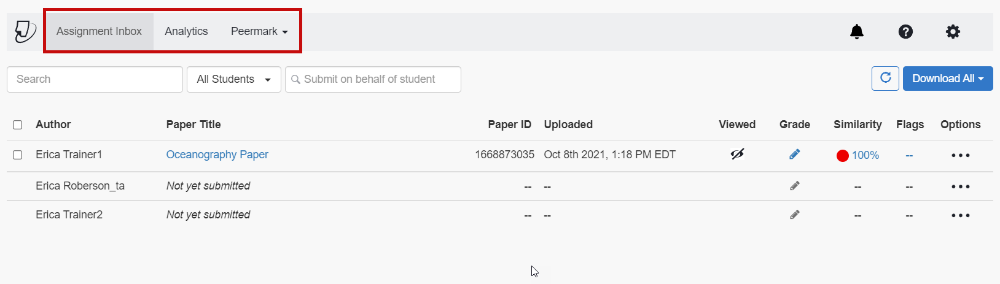 Assignment Inbox Analytics Peermark
Search All Students Submit on behalf of student Download All
Author Paper Title Paper ID Uploaded Viewed Grade Similarity Flags Options
Erica Trainer1 Oceanography Paper 1668873035 Oct 8th 2021, 1:18 PM EDT 100% --
Erica Roberson_ta Not yet submitted -- -- -- --
Erica Trainer2 Not yet submitted -- -- -- --